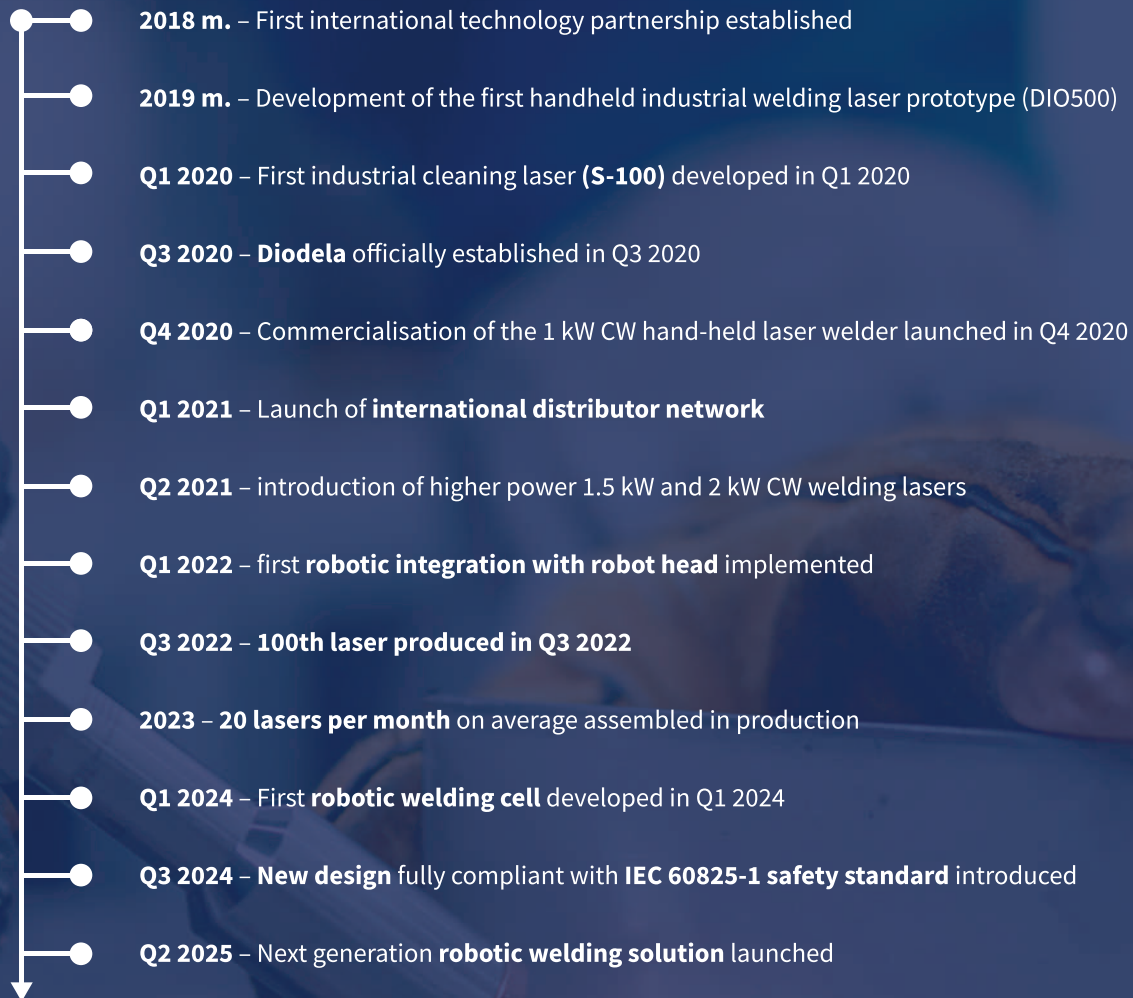 2018 m. – First international technology partnership established
2019 m. – Development of the first handheld industrial welding laser prototype (DIO500)
Q1 2020 – First industrial cleaning laser (S-100) developed in Q1 2020
Q3 2020 – Diodela officially established in Q3 2020
Q4 2020 – Commercialisation of the 1 kW CW hand-held laser welder launched in Q4 2020
Q1 2021 – Launch of international distributor network
Q2 2021 – introduction of higher power 1.5 kW and 2 kW CW welding lasers
Q1 2022 – first robotic integration with robot head implemented
Q3 2022 – 100th laser produced in Q3 2022
2023 – 20 lasers per month on average assembled in production
Q1 2024 – First robotic welding cell developed in Q1 2024
Q3 2024 – New design fully compliant with IEC 60825-1 safety standard introduced
Q2 2025 – Next generation robotic welding solution launched